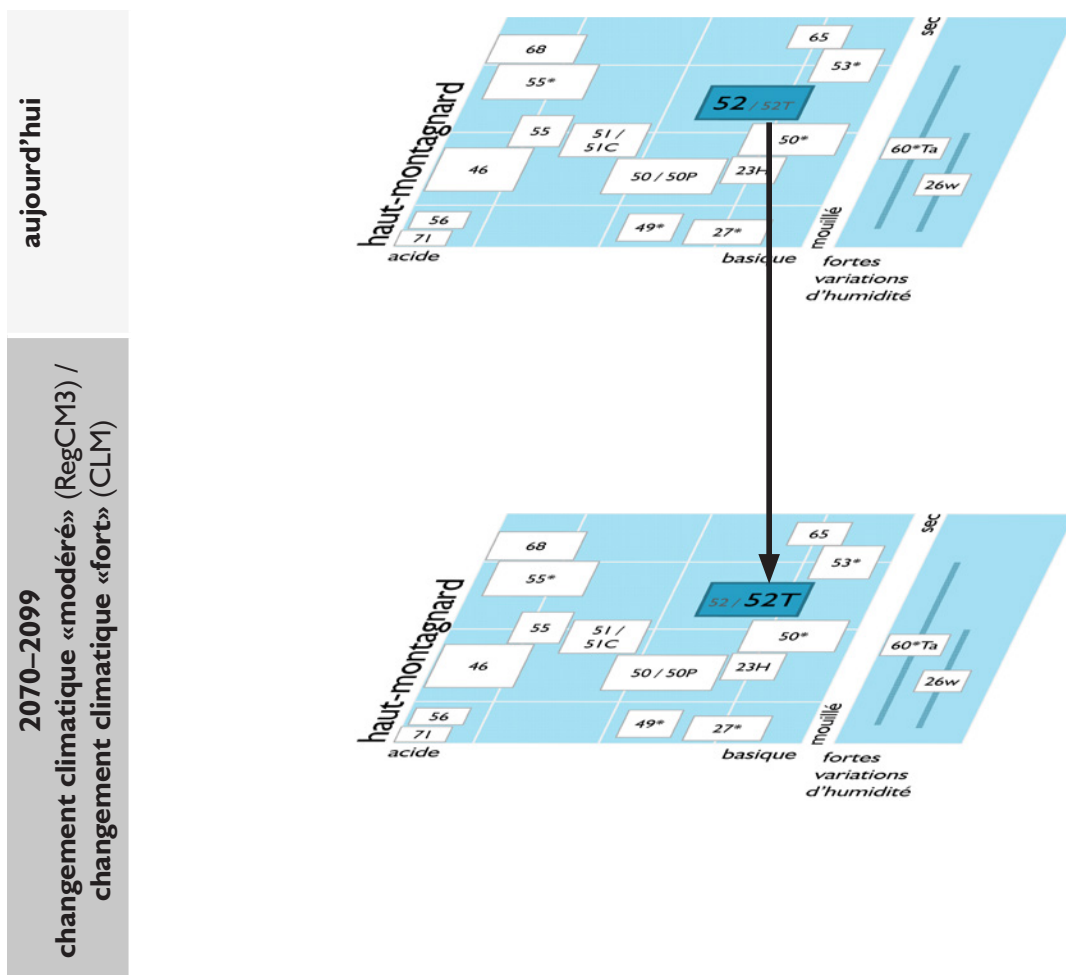 aujourd'hui
haut-montagnard
sec
65
68
53*
55*
52 / 52T
55
51 /
51C
50*
60*Ta
46
50 / 50P
23H
26w
56
49*
27*
71
mouillé
acide
basique
fortes
variations
d'humidité
2070–2099
changement climatique «modéré» (RegCM3) /
changement climatique «fort» (CLM)
haut-montagnard
sec
65
68
53*
55*
52 / 52T
55
51 /
51C
50*
60*Ta
46
50 / 50P
23H
26w
56
49*
27*
71
mouillé
acide
basique
fortes
variations
d'humidité